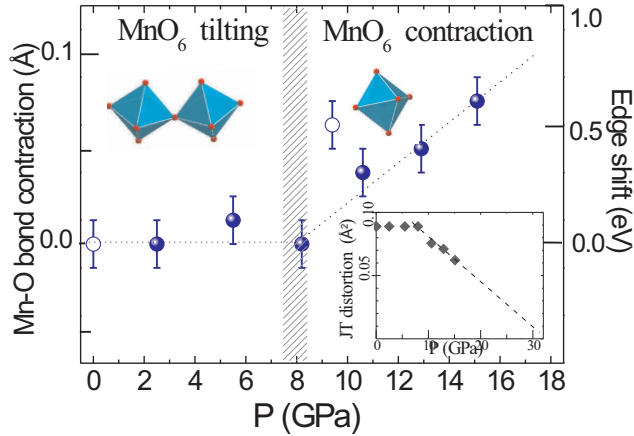 MnO6 tilting
MnO6 contraction
Mn-O bond contraction (Å)
0.1
0.0
1.0
0.5
0.0
Edge shift (eV)
0 2 4 6 8 10 12 14 16 18
P (GPa)
JT distortion (Å²)
0.10
0.05
0 10 20 30
P (GPa)